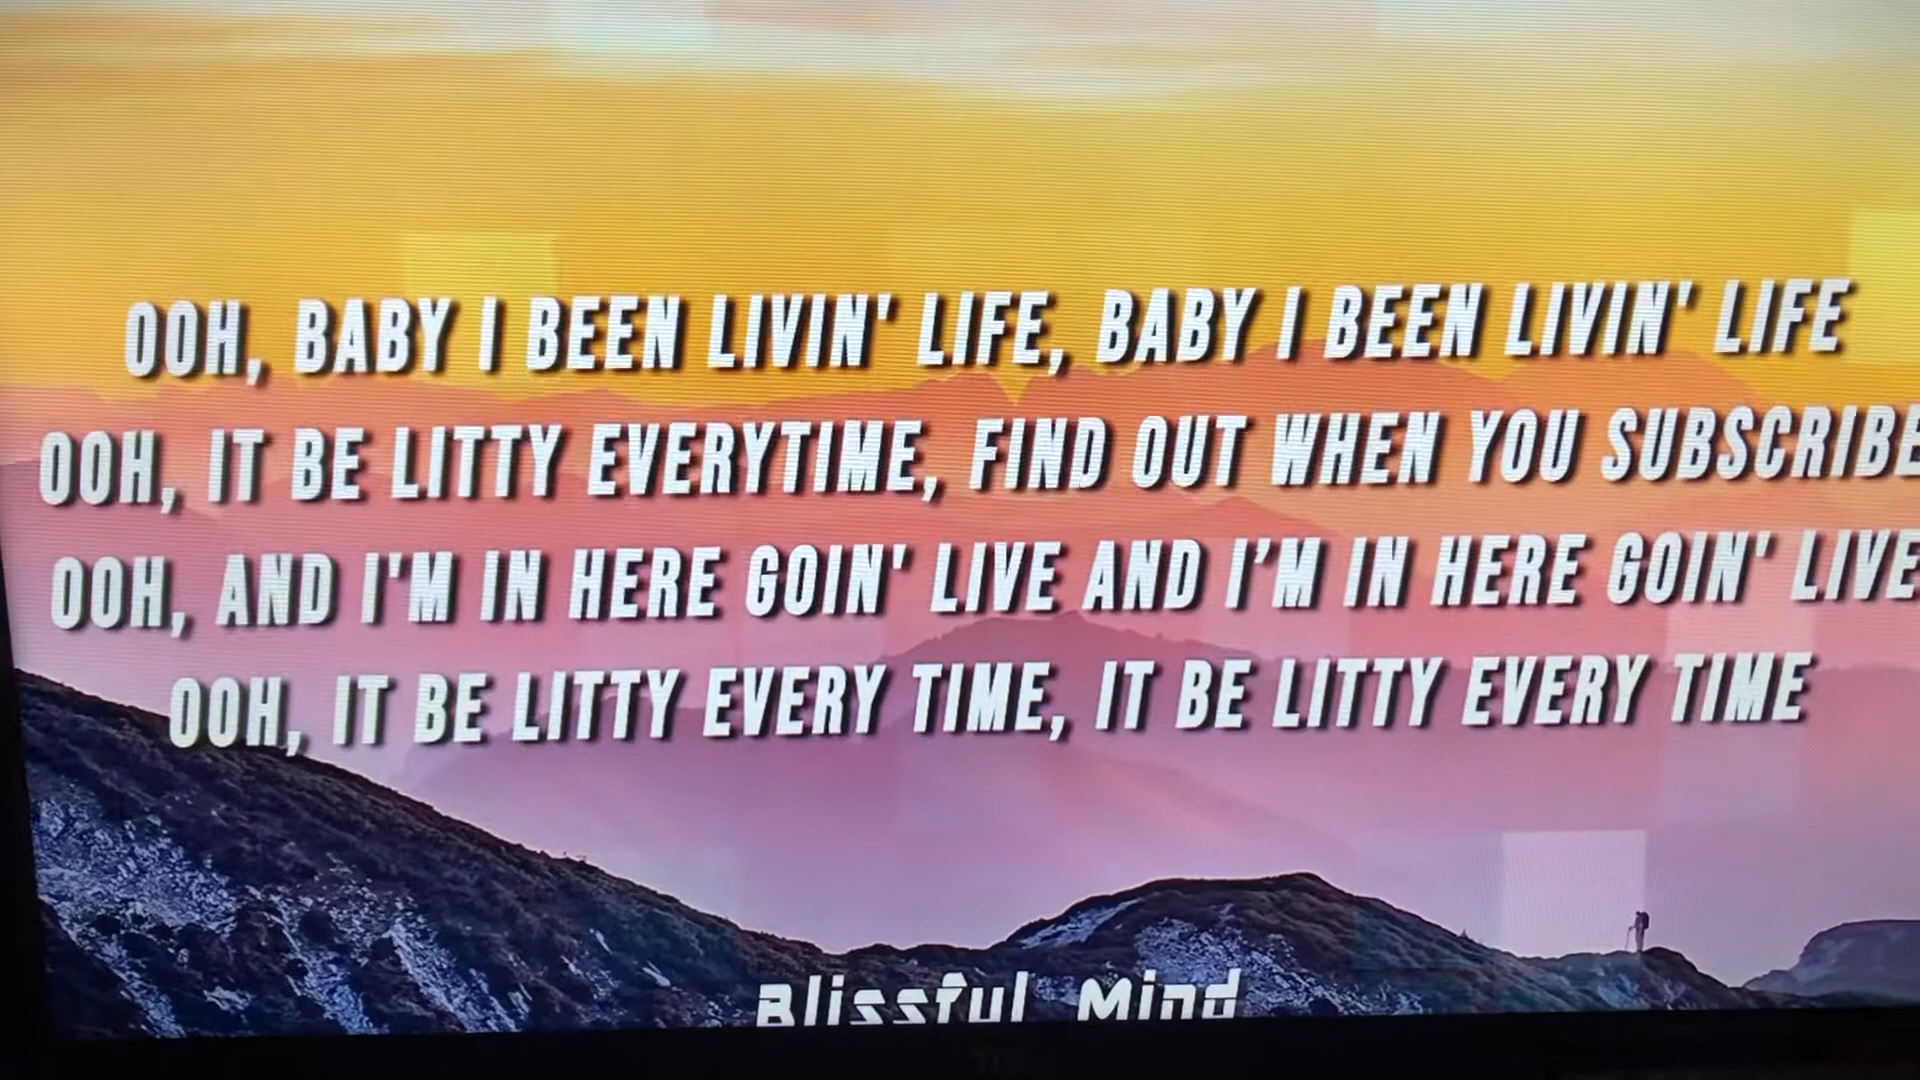 OOH, BABY I BEEN LIVIN' LIFE, BABY I BEEN LIVIN' LIFE
OOH, IT BE LITTY EVERYTIME, FIND OUT WHEN YOU SUBSCRIBE
OOH, AND I'M IN HERE GOIN' LIVE AND I'M IN HERE GOIN' LIVE
OOH, IT BE LITTY EVERY TIME, IT BE LITTY EVERY TIME
Blissful Mind